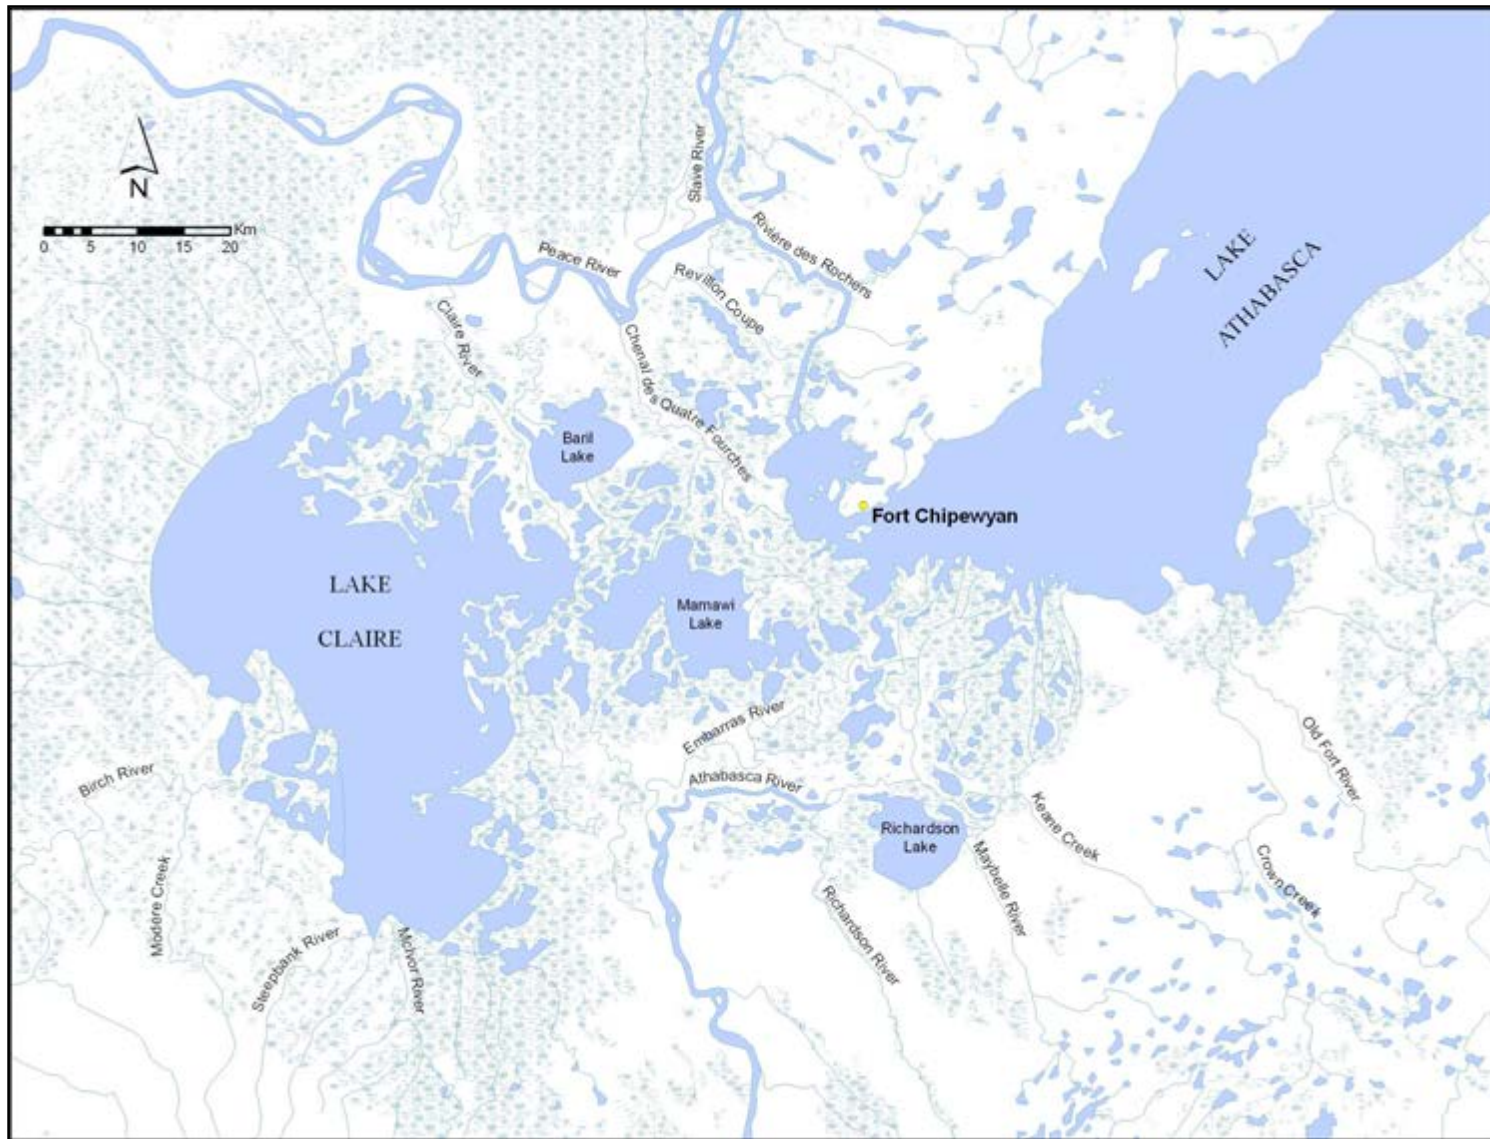 Slave River
N
Km
0 5 10 15 20
Peace River
Rivière des Rochers
Revillon Coupe
LAKE
ATHABASCA
Claire River
Chenal des Quatre Fourches
Baril
Lake
Fort Chipewyan
LAKE
CLAIRE
Mamawi
Lake
Embarras River
Athabasca River
Birch River
Old Fort River
Keane Creek
Richardson
Lake
Maybelle River
Crown Creek
Modere Creek
Richardson River
Steepbank River
McIvor River